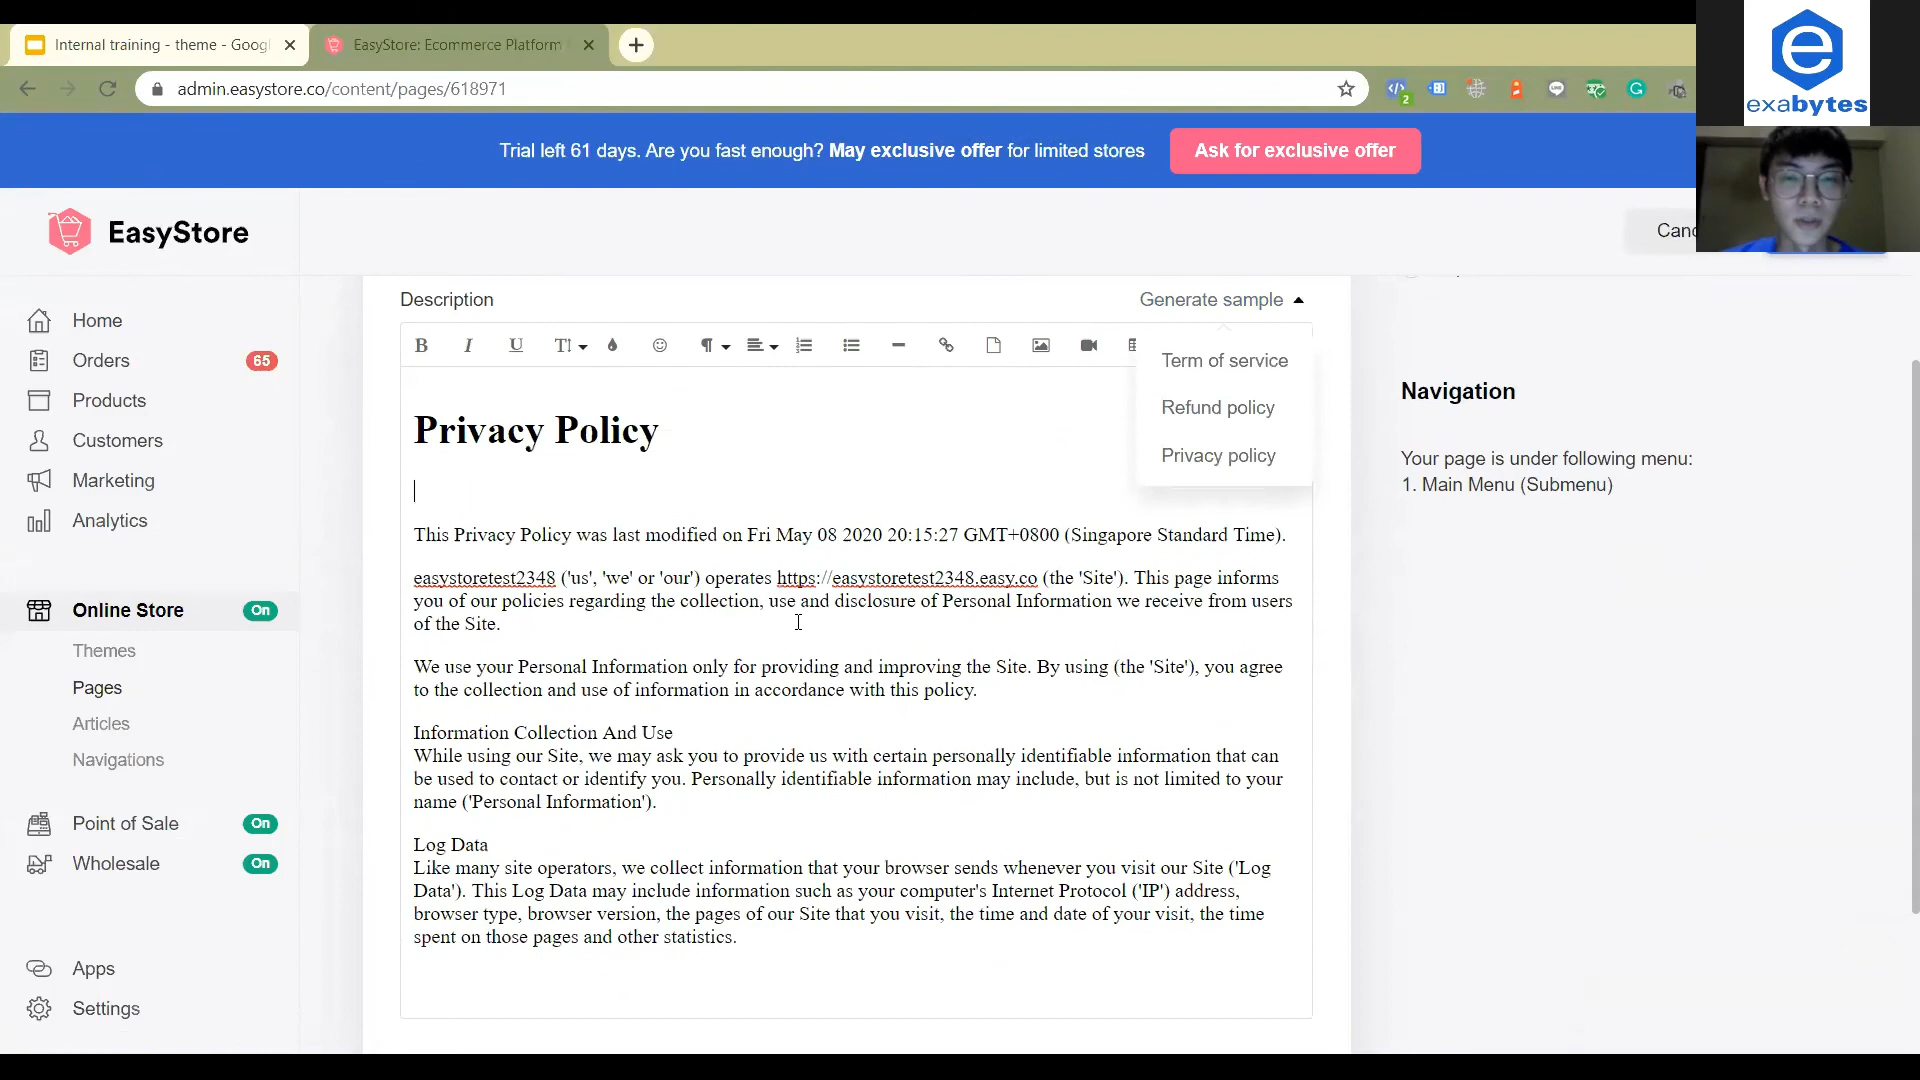 Internal training - theme - Goog
EasyStore: Ecommerce Platform
admin.easystore.co/content/pages/618971
2
exabytes
Trial left 61 days. Are you fast enough? May exclusive offer for limited stores
Ask for exclusive offer
EasyStore
Canc
Home
Orders
65
Products
Customers
Marketing
Analytics
Online Store
On
Themes
Pages
Articles
Navigations
Point of Sale
On
Wholesale
On
Apps
Settings
Description
Generate sample
B I U T
Term of service
Refund policy
Privacy policy
Privacy Policy
This Privacy Policy was last modified on Fri May 08 2020 20:15:27 GMT+0800 (Singapore Standard Time).
easystoretest2348 ('us', 'we' or 'our') operates https://easystoretest2348.easy.co (the 'Site'). This page informs
you of our policies regarding the collection, use and disclosure of Personal Information we receive from users
of the Site.
We use your Personal Information only for providing and improving the Site. By using (the 'Site'), you agree
to the collection and use of information in accordance with this policy.
Information Collection And Use
While using our Site, we may ask you to provide us with certain personally identifiable information that can
be used to contact or identify you. Personally identifiable information may include, but is not limited to your
name ('Personal Information').
Log Data
Like many site operators, we collect information that your browser sends whenever you visit our Site ('Log
Data'). This Log Data may include information such as your computer's Internet Protocol ('IP') address,
browser type, browser version, the pages of our Site that you visit, the time and date of your visit, the time
spent on those pages and other statistics.
Navigation
Your page is under following menu:
1. Main Menu (Submenu)